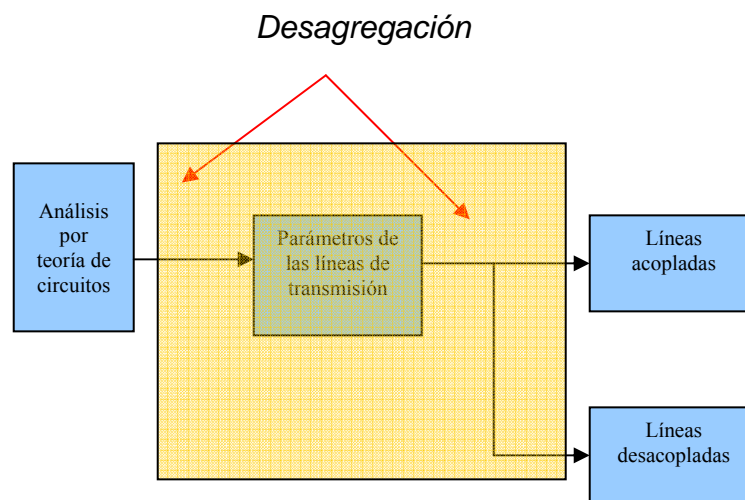 Desagregación
Análisis
por
teoría de
circuitos
Parámetros de
las líneas de
transmisión
Líneas
acopladas
Líneas
desacopladas